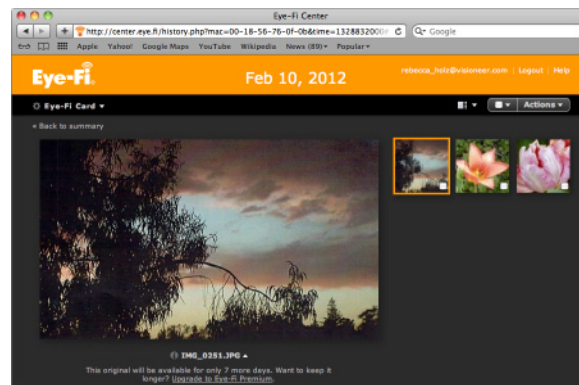 Eye-Fi Center
http://center.eye.fi/history.php?mac=00-18-56-76-0f-0b&time=1328832000
Google
Apple Yahoo! Google Maps YouTube Wikipedia News (89) Popular
Eye-Fi
Feb 10, 2012
rebecca_holz@visioneer.com | Logout | Help
Eye-Fi Card
Actions
« Back to summary
IMG_0251.JPG
This original will be available for only 7 more days. Want to keep it
longer? Upgrade to Eye-Fi Premium.